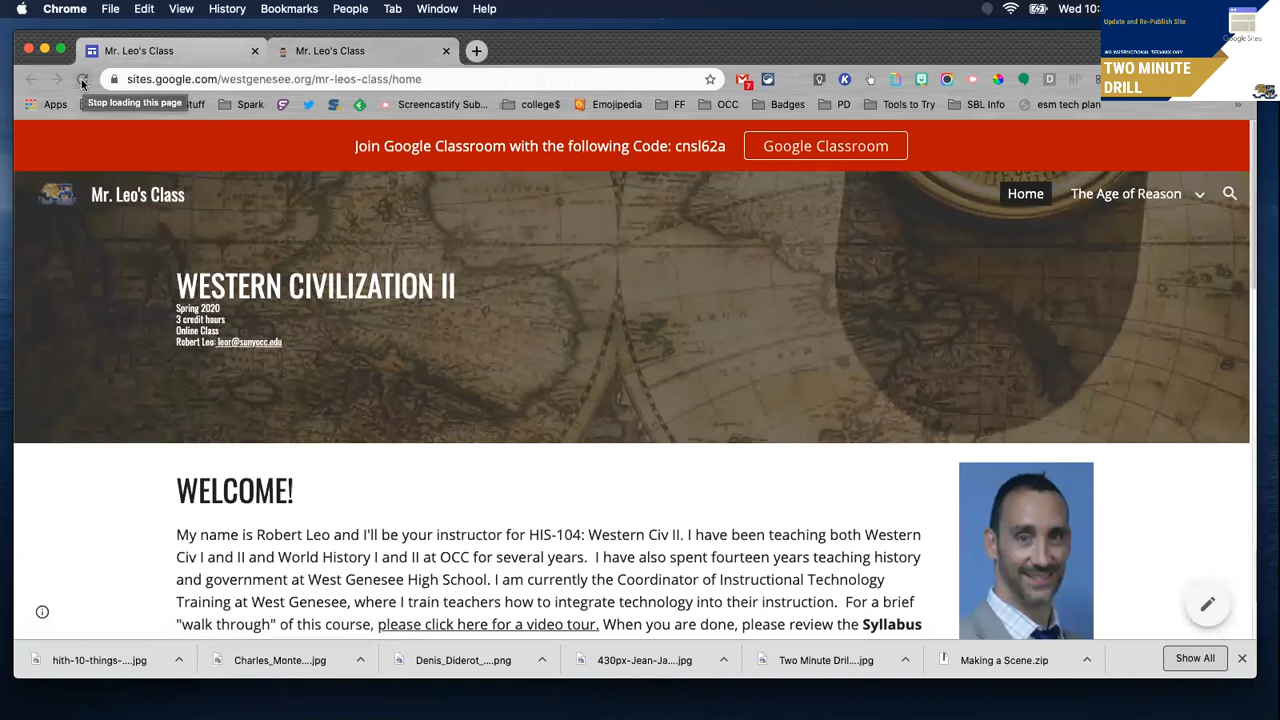 Chrome File Edit View History Bookmarks People Tab Window Help
Wed 10:
Update and Re-Publish Site
Google Sites
WG INSTRUCTIONAL TECHNOLOGY
TWO MINUTE
DRILL
Mr. Leo's Class
Mr. Leo's Class
sites.google.com/westgenesee.org/mr-leos-class/home
7
Stop loading this page
Apps
tuff
Spark
Screencastify Sub...
college$
Emojipedia
FF
OCC
Badges
PD
Tools to Try
SBL Info
esm tech plan
Join Google Classroom with the following Code: cnsl62a
Google Classroom
Mr. Leo's Class
Home
The Age of Reason
WESTERN CIVILIZATION II
Spring 2020
3 credit hours
Online Class
Robert Leo: leor@sunyocc.edu
WELCOME!
My name is Robert Leo and I'll be your instructor for HIS-104: Western Civ II. I have been teaching both Western
Civ I and II and World History I and II at OCC for several years. I have also spent fourteen years teaching history
and government at West Genesee High School. I am currently the Coordinator of Instructional Technology
Training at West Genesee, where I train teachers how to integrate technology into their instruction. For a brief
"walk through" of this course, please click here for a video tour. When you are done, please review the Syllabus
hith-10-things-....jpg
Charles_Monte....jpg
Denis_Diderot_....png
430px-Jean-Ja....jpg
Two Minute Dril....jpg
Making a Scene.zip
Show All